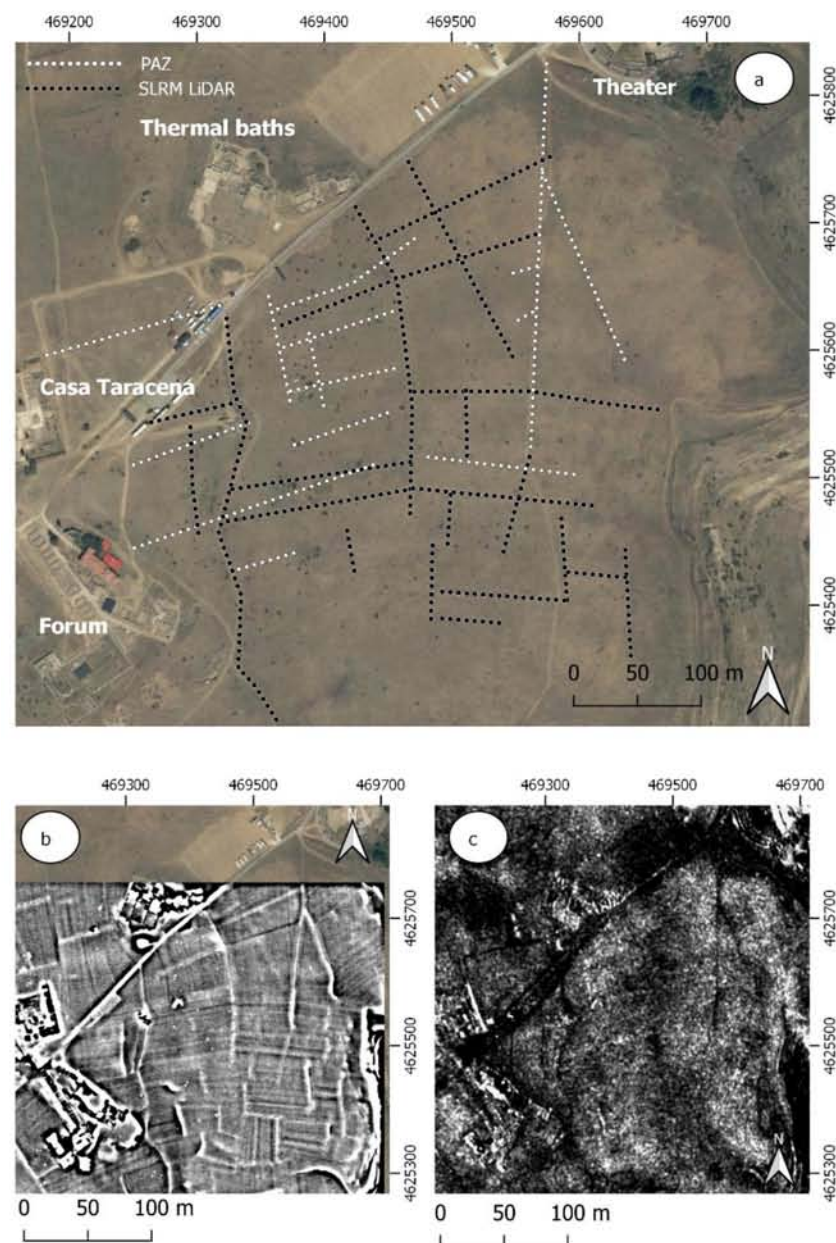 469200 469300 469400 469500 469600 469700
PAZ
SLRM LiDAR
Theater
a
Thermal baths
4625800
4625700
4625600
4625500
4625400
Casa Taracena
Forum
N
0 50 100 m
469300 469500 469700
b
N
4625700
4625500
4625300
0 50 100 m
469300 469500 469700
c
4625700
4625500
4625300
N
0 50 100 m